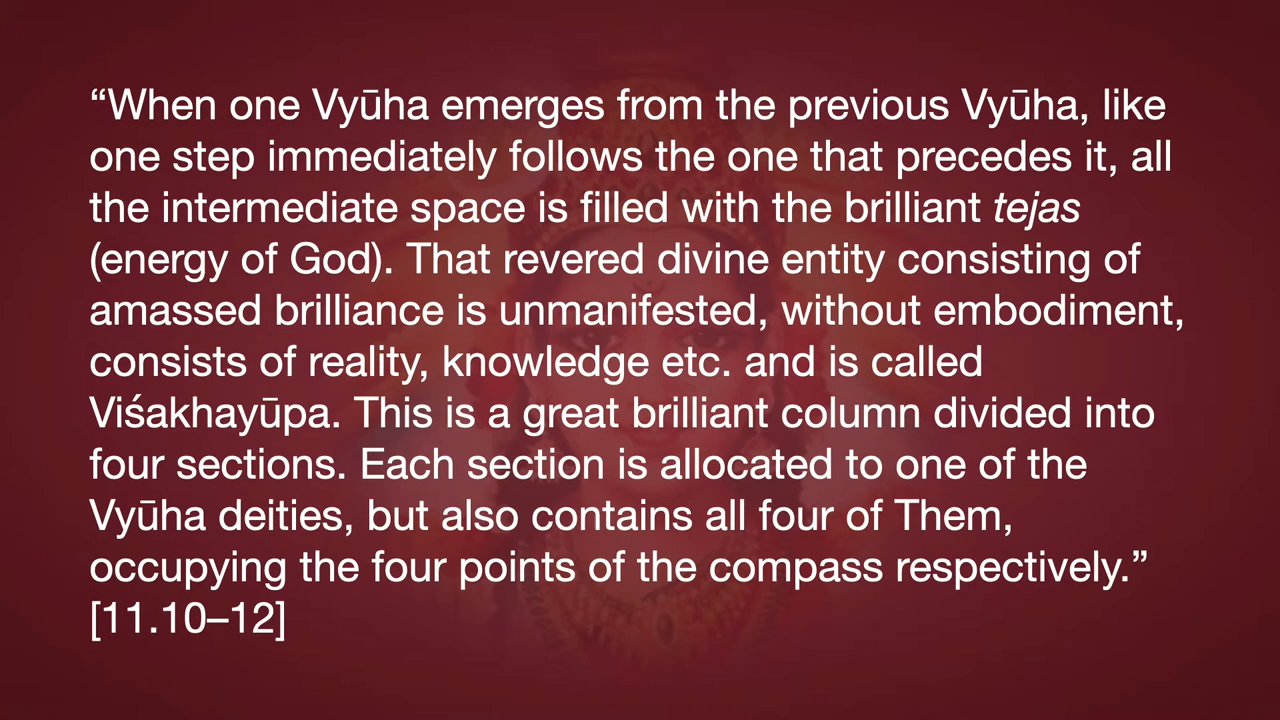 “When one Vyūha emerges from the previous Vyūha, like
one step immediately follows the one that precedes it, all
the intermediate space is filled with the brilliant tejas
(energy of God). That revered divine entity consisting of
amassed brilliance is unmanifested, without embodiment,
consists of reality, knowledge etc. and is called
Viśakhayūpa. This is a great brilliant column divided into
four sections. Each section is allocated to one of the
Vyūha deities, but also contains all four of Them,
occupying the four points of the compass respectively.”
[11.10–12]